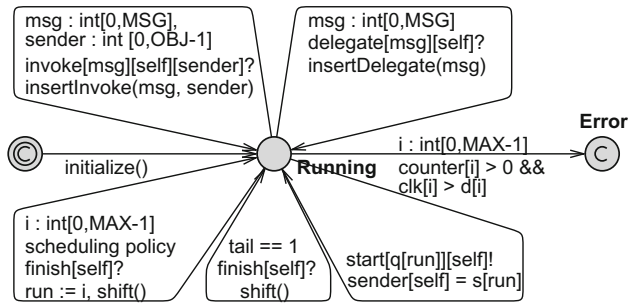 msg : int[0,MSG],
sender : int [0,OBJ-1]
invoke[msg][self][sender]?
insertInvoke(msg, sender)
msg : int[0,MSG]
delegate[msg][self]?
insertDelegate(msg)
C
initialize()
Running
i : int[0,MAX-1]
counter[i] > 0 &&
clk[i] > d[i]
Error
C
i : int[0,MAX-1]
scheduling policy
finish[self]?
run := i, shift()
tail == 1
finish[self]?
shift()
start[q[run]][self]!
sender[self] = s[run]